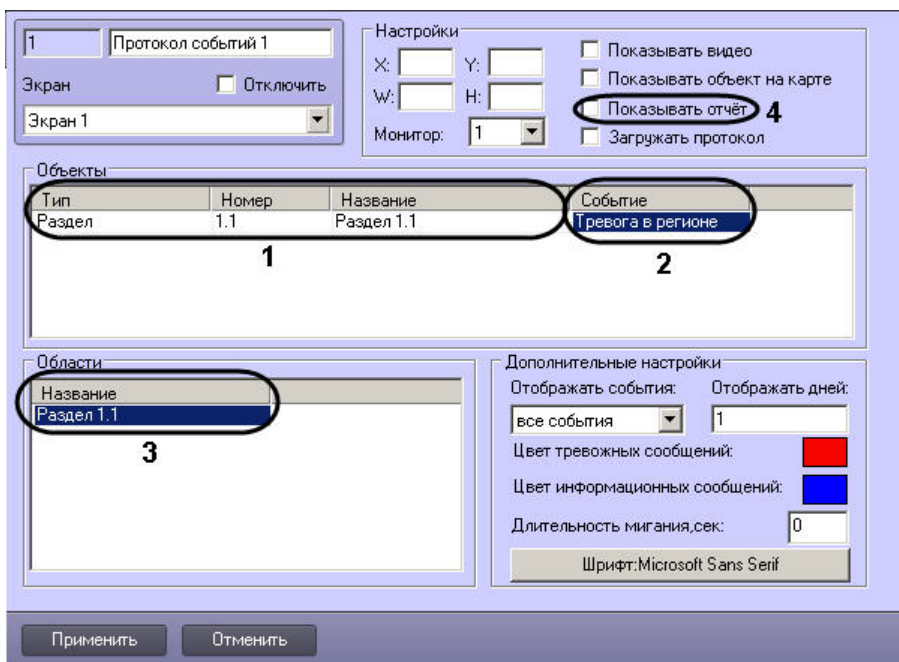 1 Протокол событий 1
Экран Отключить
Экран 1
Настройки
X: Y:
W: H:
Монитор: 1
Показывать видео
Показывать объект на карте
Показывать отчёт 4
Загружать протокол
Объекты
Тип Номер Название Событие
Раздел 1.1 Раздел 1.1 Тревога в регионе
1 2
Области
Название
Раздел 1.1
3
Дополнительные настройки
Отображать события: Отображать дней:
все события 1
Цвет тревожных сообщений:
Цвет информационных сообщений:
Длительность мигания,сек: 0
Шрифт:Microsoft Sans Serif
Применить Отменить